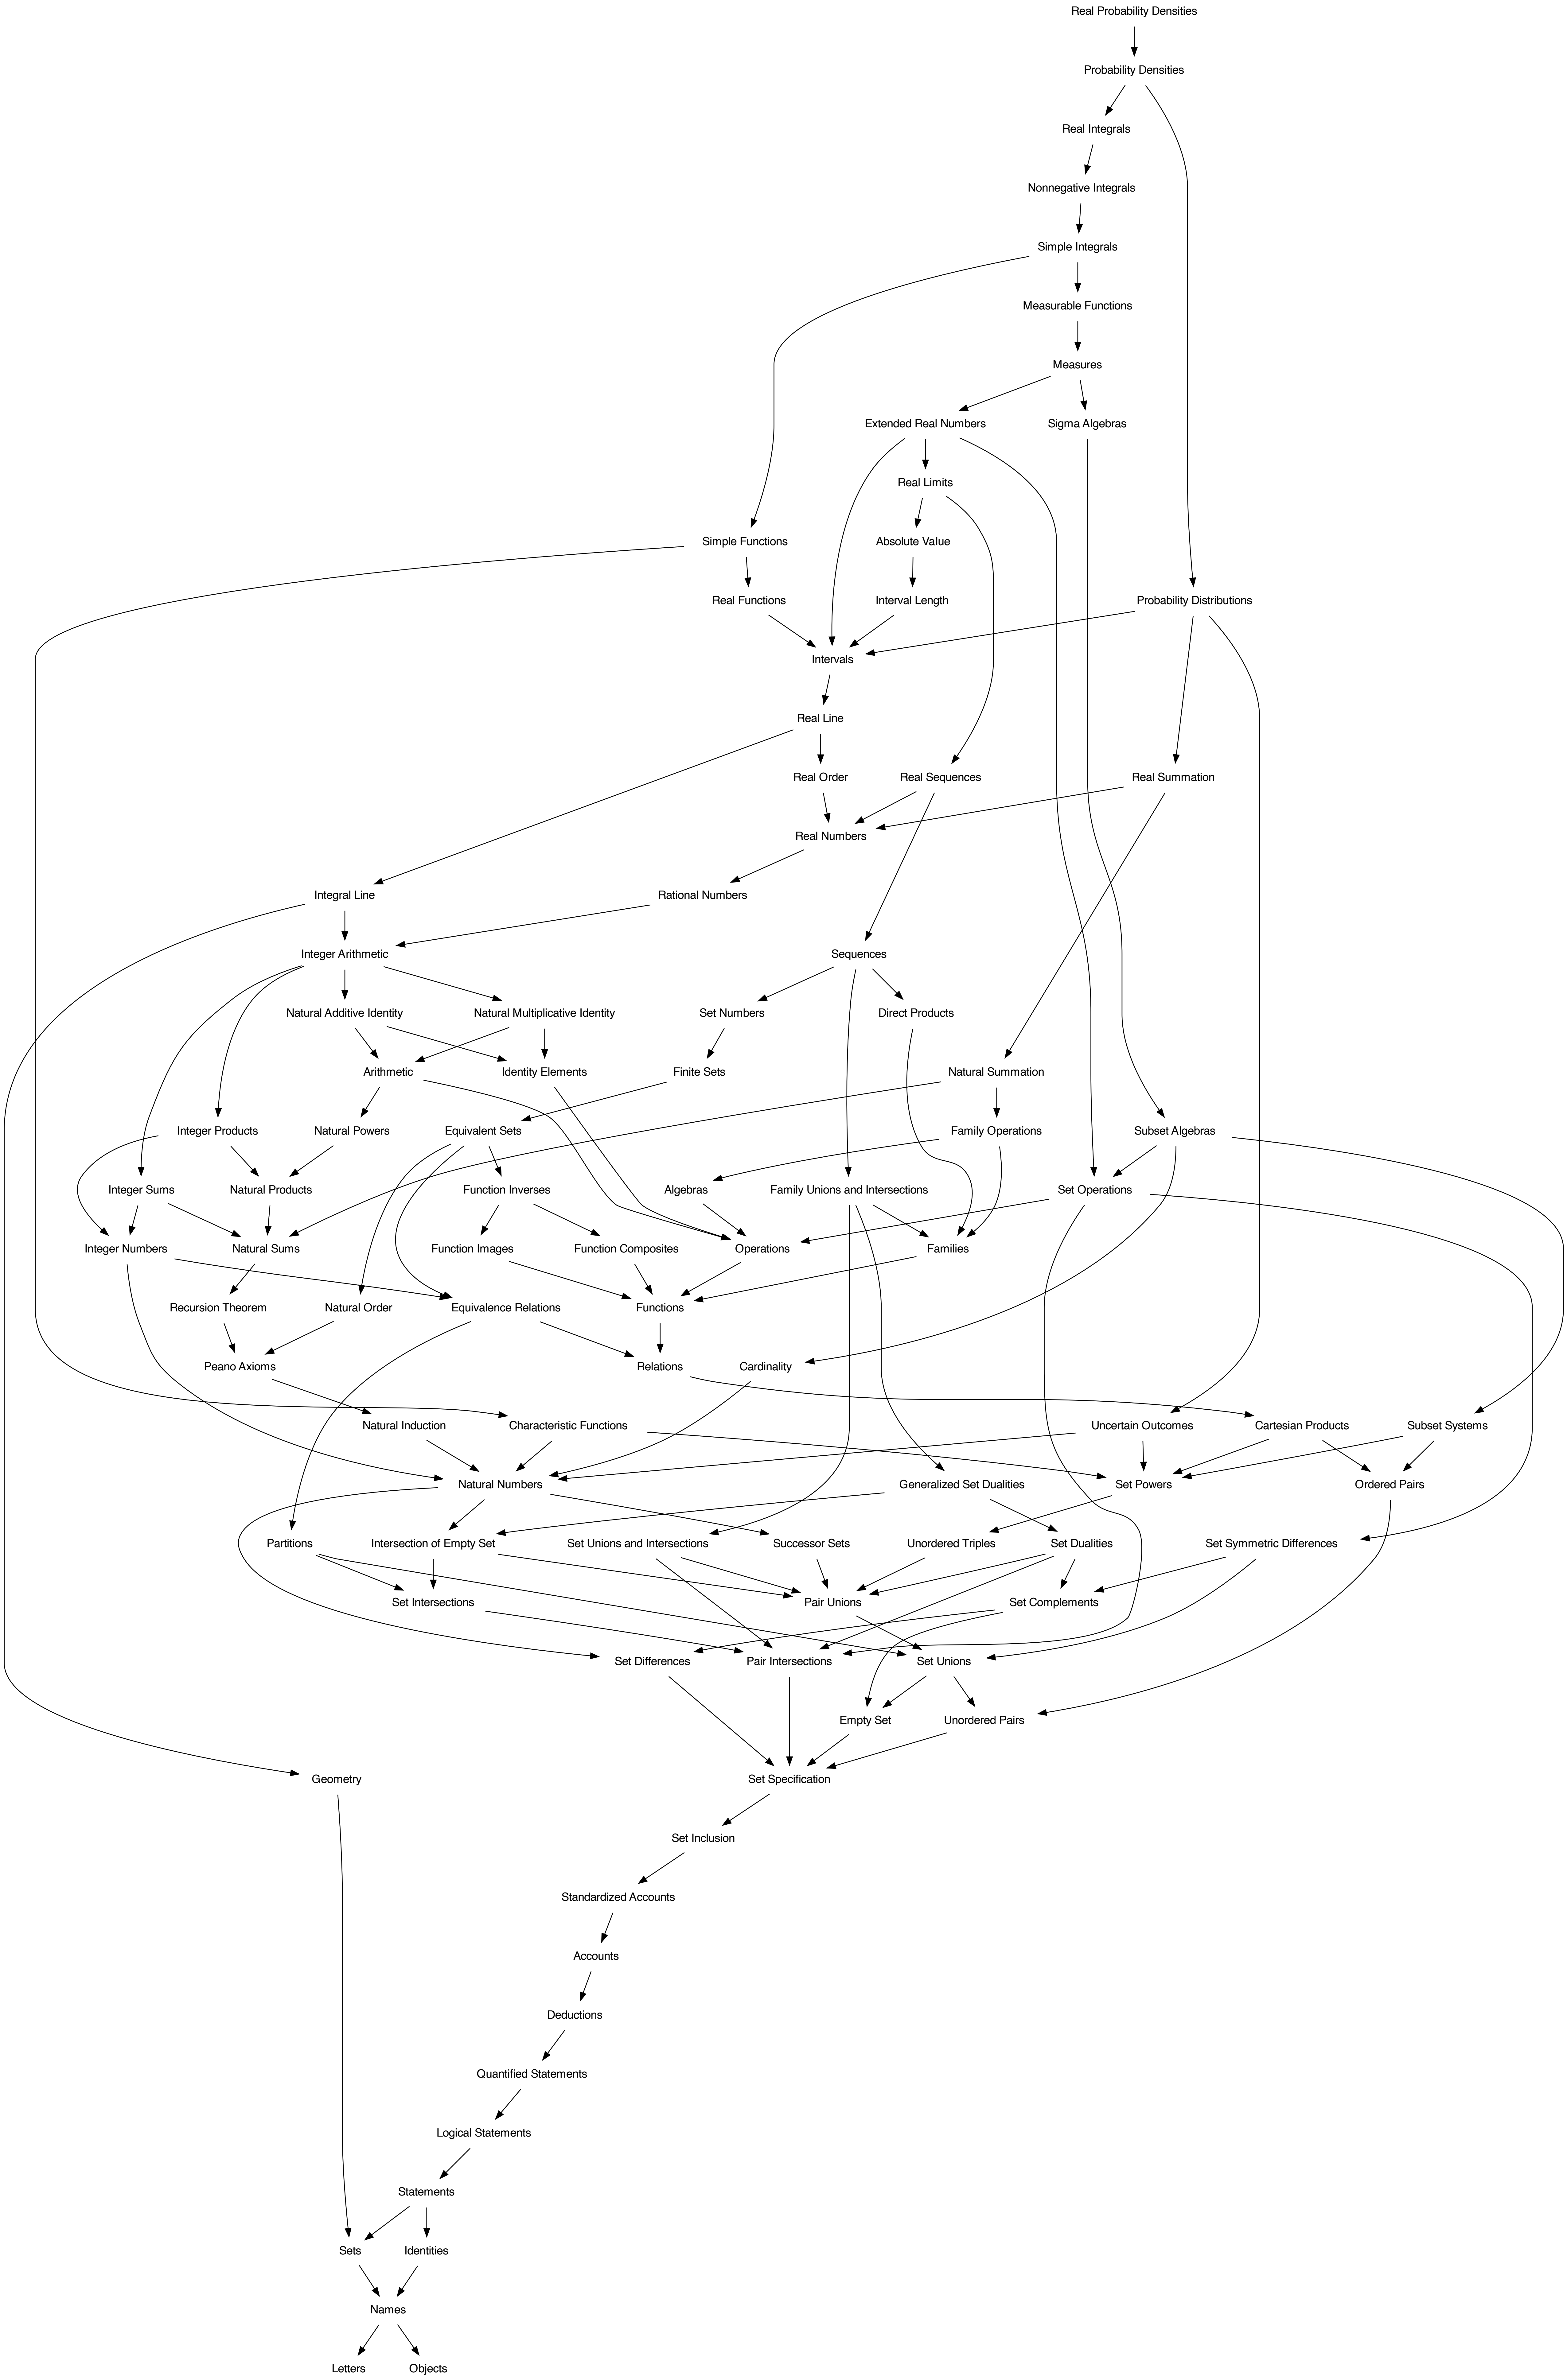 Real Probability Densities
Probability Densities
Real Integrals
Nonnegative Integrals
Simple Integrals
Measurable Functions
Measures
Extended Real Numbers
Sigma Algebras
Real Limits
Simple Functions
Absolute Value
Real Functions
Interval Length
Probability Distributions
Intervals
Real Line
Real Order
Real Sequences
Real Summation
Real Numbers
Integral Line
Rational Numbers
Integer Arithmetic
Sequences
Natural Additive Identity
Natural Multiplicative Identity
Set Numbers
Direct Products
Arithmetic
Identity Elements
Finite Sets
Natural Summation
Integer Products
Natural Powers
Equivalent Sets
Family Operations
Subset Algebras
Integer Sums
Natural Products
Function Inverses
Algebras
Family Unions and Intersections
Set Operations
Integer Numbers
Natural Sums
Function Images
Function Composites
Operations
Families
Recursion Theorem
Natural Order
Equivalence Relations
Functions
Peano Axioms
Relations
Cardinality
Natural Induction
Characteristic Functions
Uncertain Outcomes
Cartesian Products
Subset Systems
Natural Numbers
Generalized Set Dualities
Set Powers
Ordered Pairs
Partitions
Intersection of Empty Set
Set Unions and Intersections
Successor Sets
Unordered Triples
Set Dualities
Set Symmetric Differences
Set Intersections
Pair Unions
Set Complements
Set Differences
Pair Intersections
Set Unions
Empty Set
Unordered Pairs
Geometry
Set Specification
Set Inclusion
Standardized Accounts
Accounts
Deductions
Quantified Statements
Logical Statements
Statements
Sets
Identities
Names
Letters
Objects